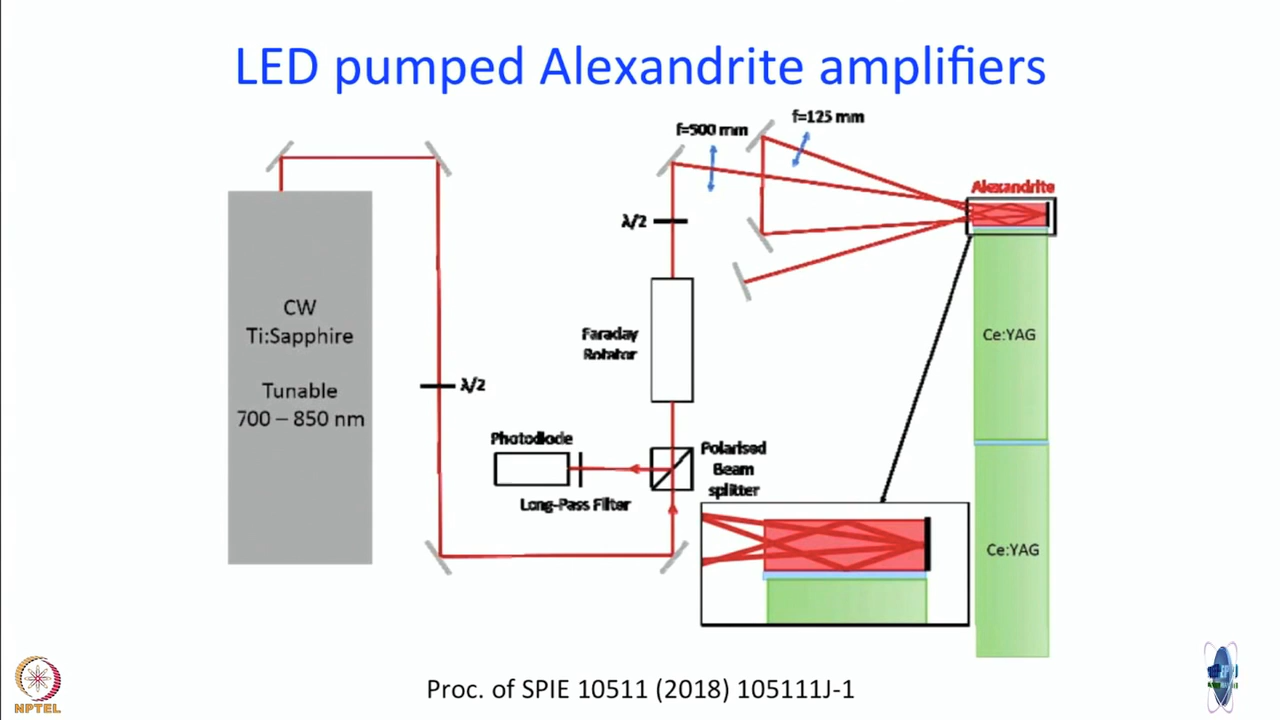 LED pumped Alexandrite amplifiers
f=500 mm
f=125 mm
Alexandrite
λ/2
CW
Ti:Sapphire
Tunable
700 – 850 nm
Faraday
Rotator
Ce:YAG
λ/2
Photodiode
Polarised
Beam
splitter
Long-Pass Filter
Ce:YAG
Proc. of SPIE 10511 (2018) 105111J-1
NPTEL